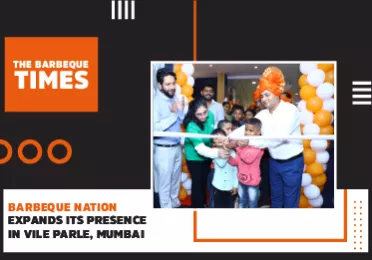 THE BARBEQUE
TIMES
BARBEQUE NATION
EXPANDS ITS PRESENCE
IN VILE PARLE, MUMBAI